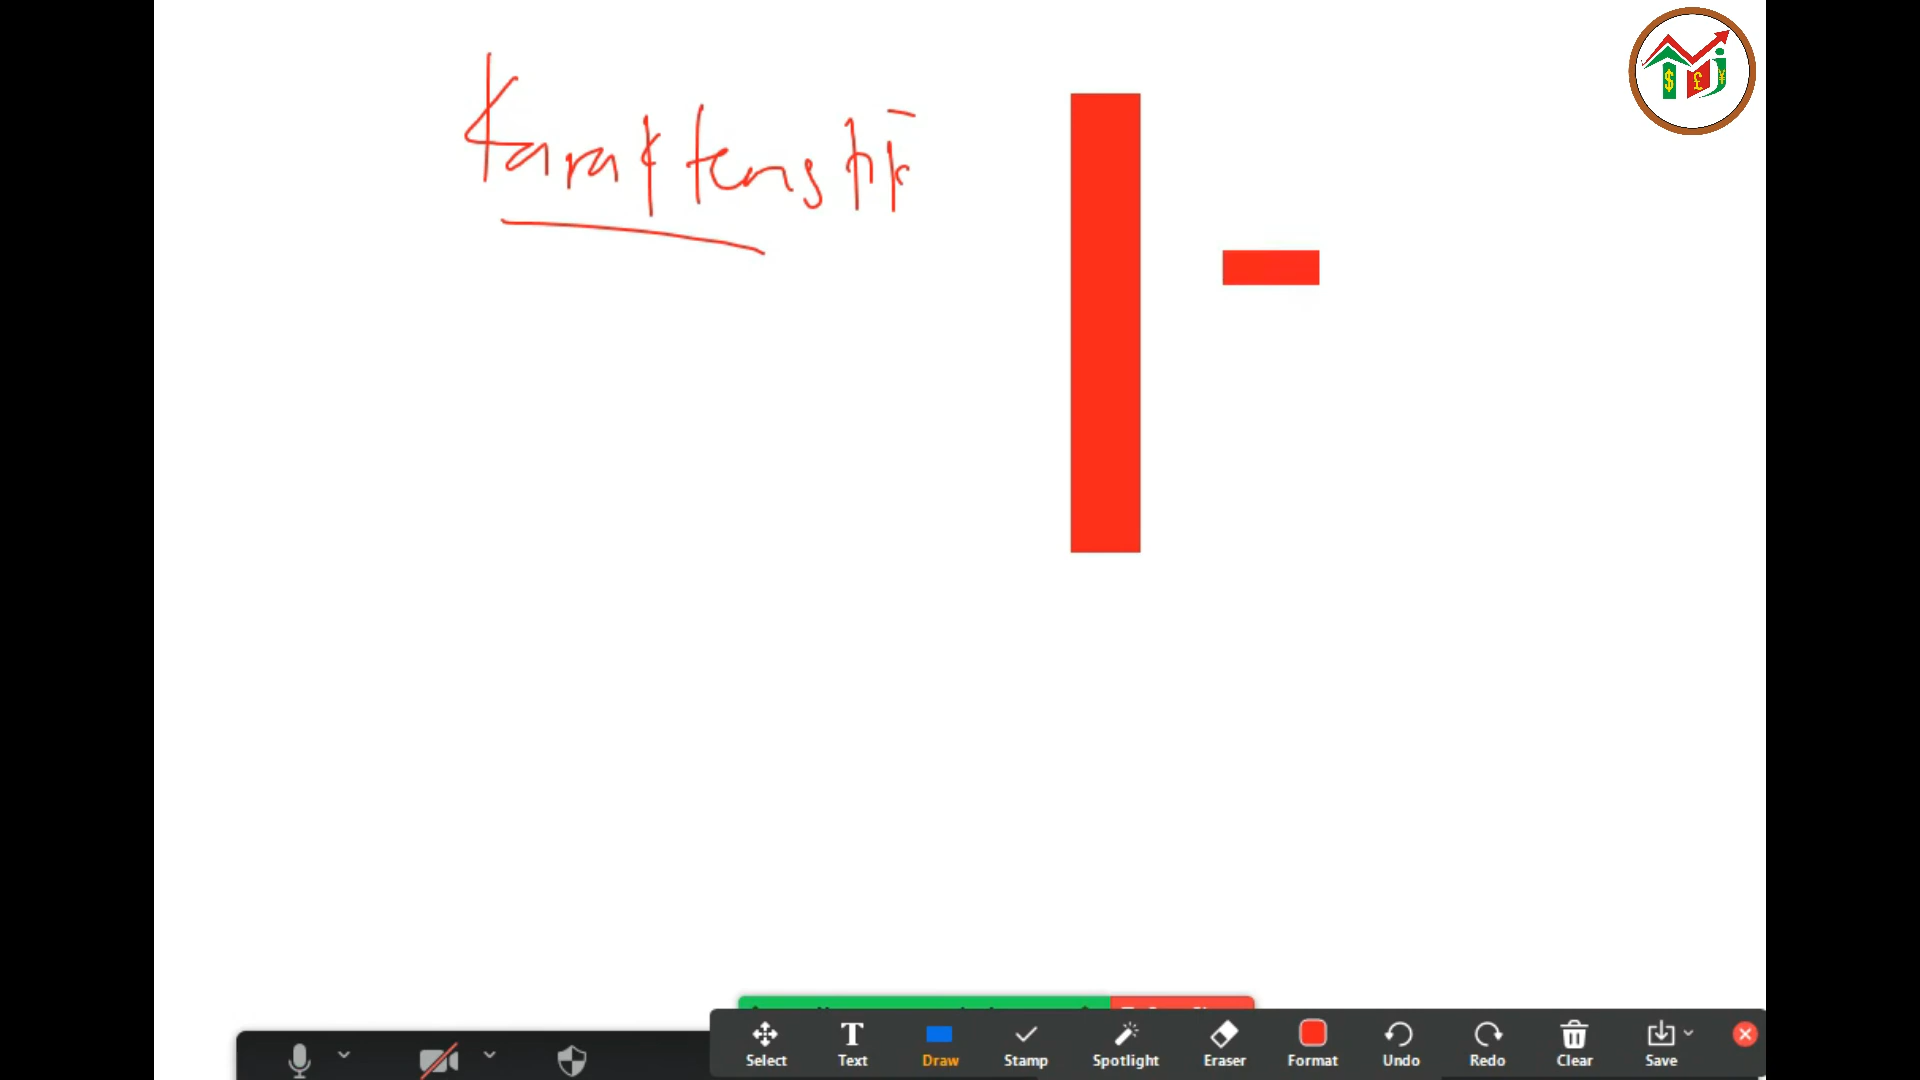 Karakteristik
Select Text Draw Stamp Spotlight Eraser Format Undo Redo Clear Save